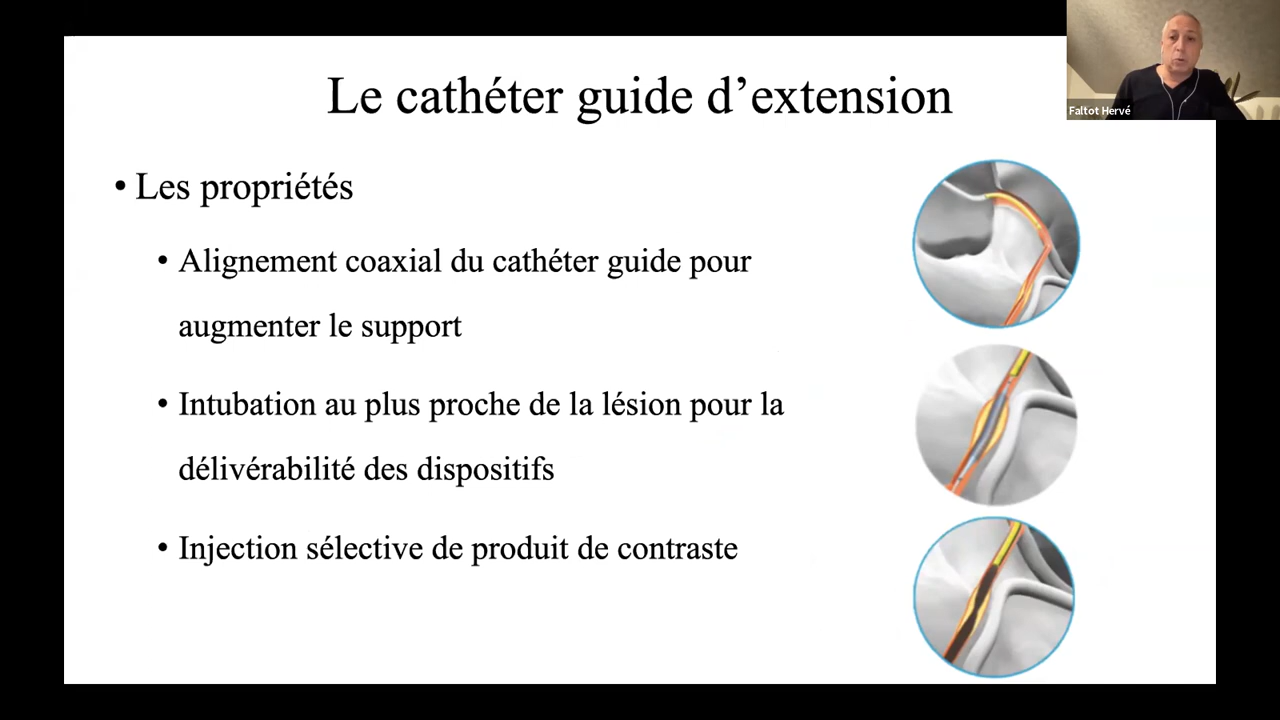 Le cathéter guide d’extension
Faltot Hervé
• Les propriétés
• Alignement coaxial du cathéter guide pour
augmenter le support
• Intubation au plus proche de la lésion pour la
délivérabilité des dispositifs
• Injection sélective de produit de contraste